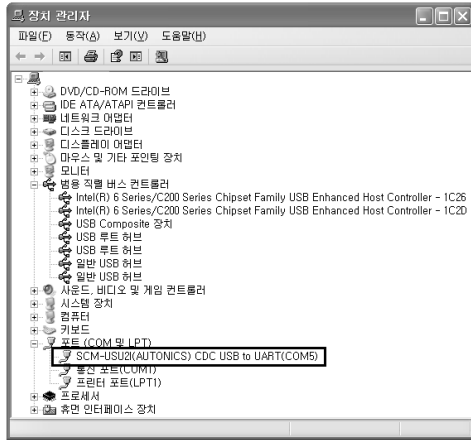 장치 관리자
파일(F) 동작(A) 보기(V) 도움말(H)
DVD/CD-ROM 드라이브
IDE ATA/ATAPI 컨트롤러
네트워크 어댑터
디스크 드라이브
디스플레이 어댑터
마우스 및 기타 포인팅 장치
모니터
범용 직렬 버스 컨트롤러
Intel(R) 6 Series/C200 Series Chipset Family USB Enhanced Host Controller - 1C26
Intel(R) 6 Series/C200 Series Chipset Family USB Enhanced Host Controller - 1C2D
USB Composite 장치
USB 루트 허브
USB 루트 허브
일반 USB 허브
일반 USB 허브
사운드, 비디오 및 게임 컨트롤러
시스템 장치
컴퓨터
키보드
포트 (COM 및 LPT)
SCM-USU2I(AUTONICS) CDC USB to UART(COM5)
통신 포트(COM1)
프린터 포트(LPT1)
프로세서
휴먼 인터페이스 장치